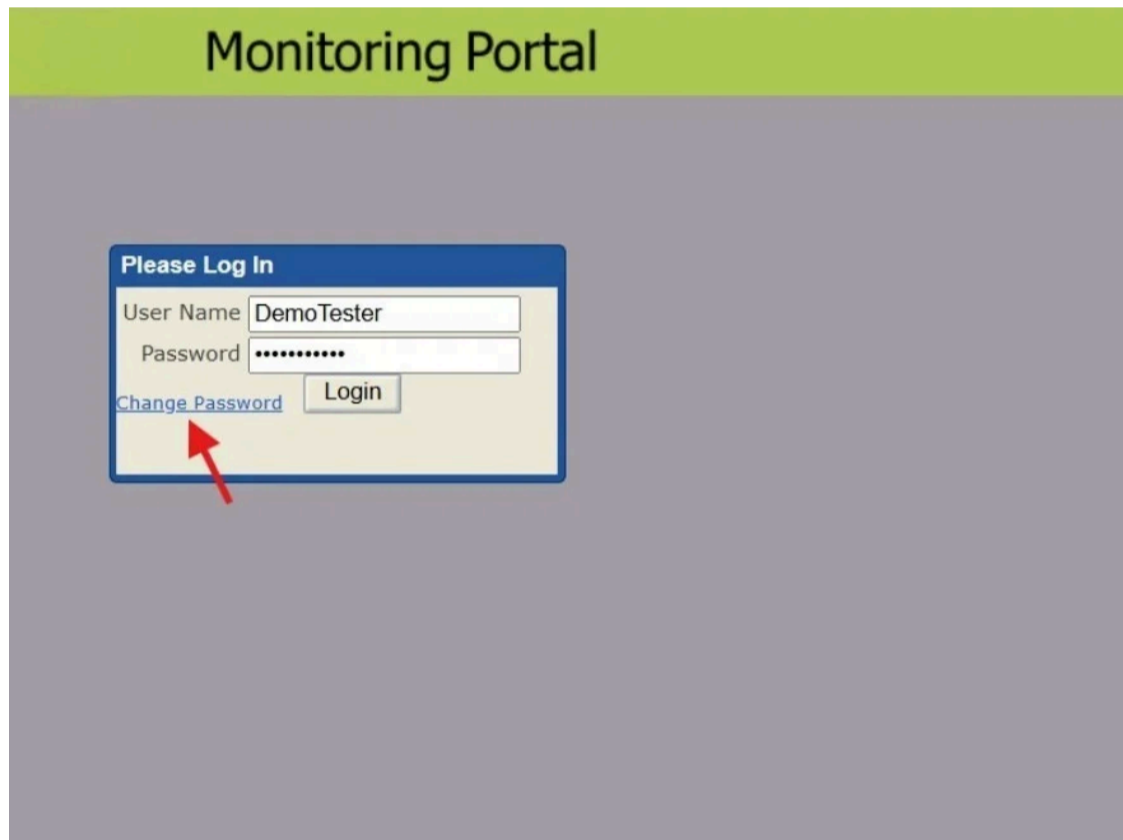 Monitoring Portal
Please Log In
User Name DemoTester
Password •••••••••••
Change Password Login